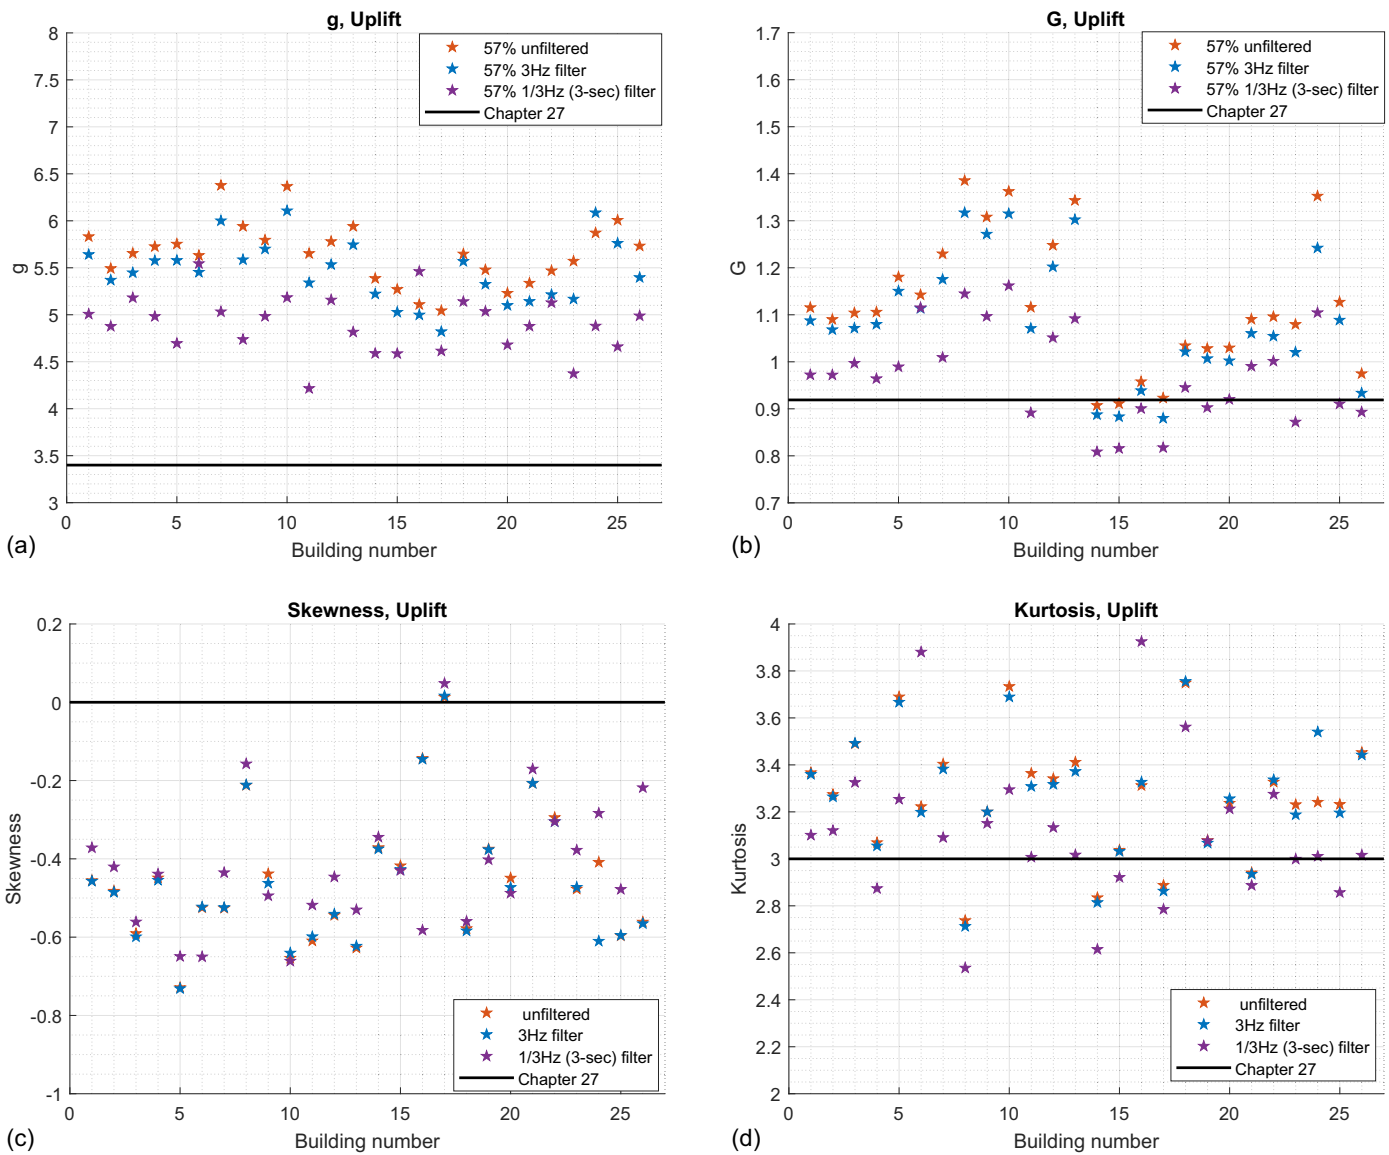 g, Uplift
8
7.5
7
6.5
6
5.5
5
4.5
4
3.5
3
g
0 5 10 15 20 25
Building number
57% unfiltered
57% 3Hz filter
57% 1/3Hz (3-sec) filter
Chapter 27
(a)
G, Uplift
1.7
1.6
1.5
1.4
1.3
1.2
1.1
1
0.9
0.8
0.7
G
0 5 10 15 20 25
Building number
57% unfiltered
57% 3Hz filter
57% 1/3Hz (3-sec) filter
Chapter 27
(b)
Skewness, Uplift
0.2
0
-0.2
-0.4
-0.6
-0.8
-1
Skewness
0 5 10 15 20 25
Building number
unfiltered
3Hz filter
1/3Hz (3-sec) filter
Chapter 27
(c)
Kurtosis, Uplift
4
3.8
3.6
3.4
3.2
3
2.8
2.6
2.4
2.2
2
Kurtosis
0 5 10 15 20 25
Building number
unfiltered
3Hz filter
1/3Hz (3-sec) filter
Chapter 27
(d)